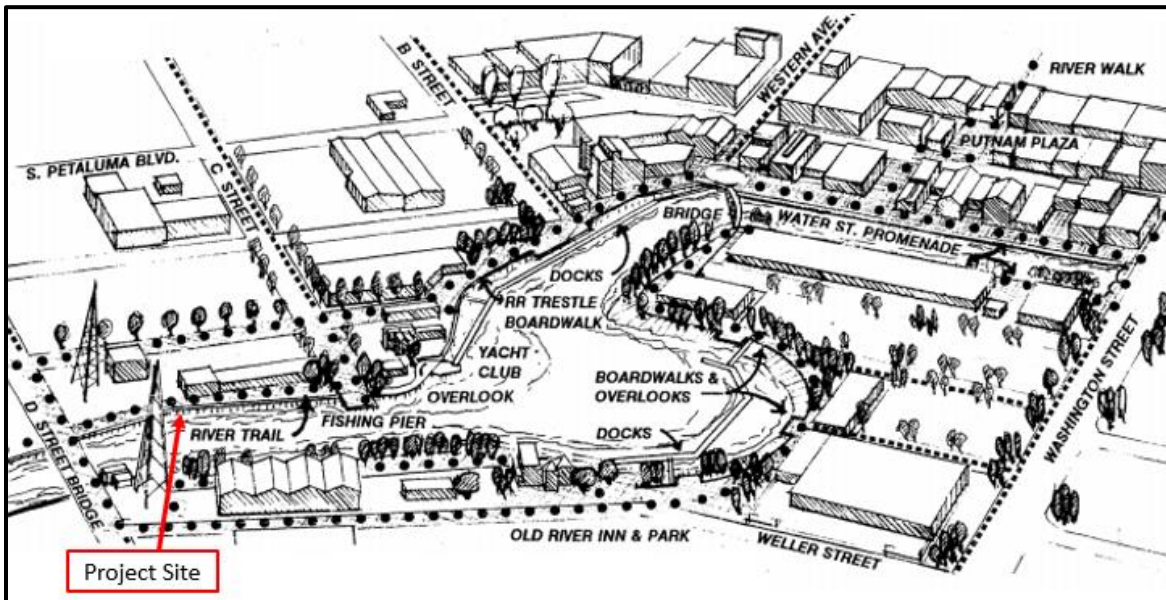 WESTERN AVE.
B STREET
RIVER WALK
PUTNAM PLAZA
S. PETALUMA BLVD.
C STREET
BRIDGE
WATER ST. PROMENADE
DOCKS
RR TRESTLE
BOARDWALK
YACHT
CLUB
OVERLOOK
BOARDWALKS &
OVERLOOKS
WASHINGTON STREET
FISHING PIER
RIVER TRAIL
DOCKS
D STREET BRIDGE
OLD RIVER INN & PARK
WELLER STREET
Project Site